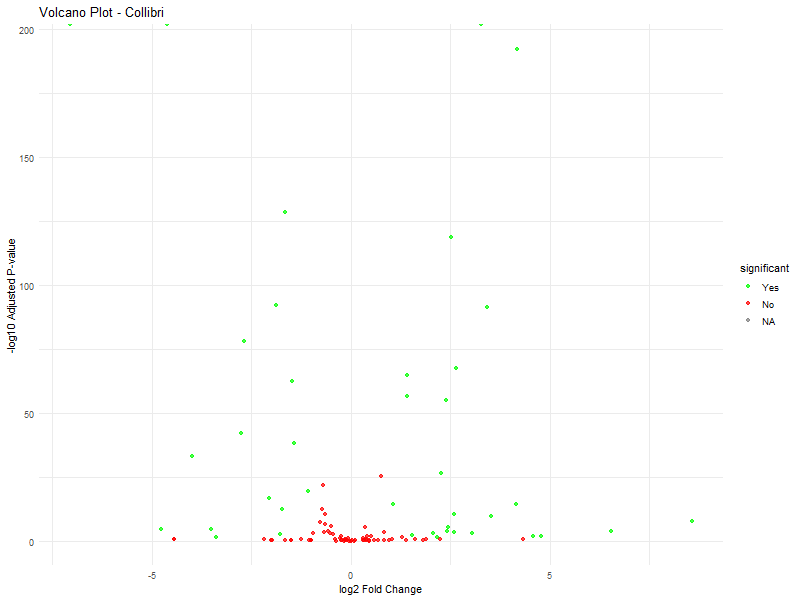 Volcano Plot - Collibri
200
150
100
50
0
-log10 Adjusted P-value
-5
0
5
log2 Fold Change
significant
Yes
No
NA